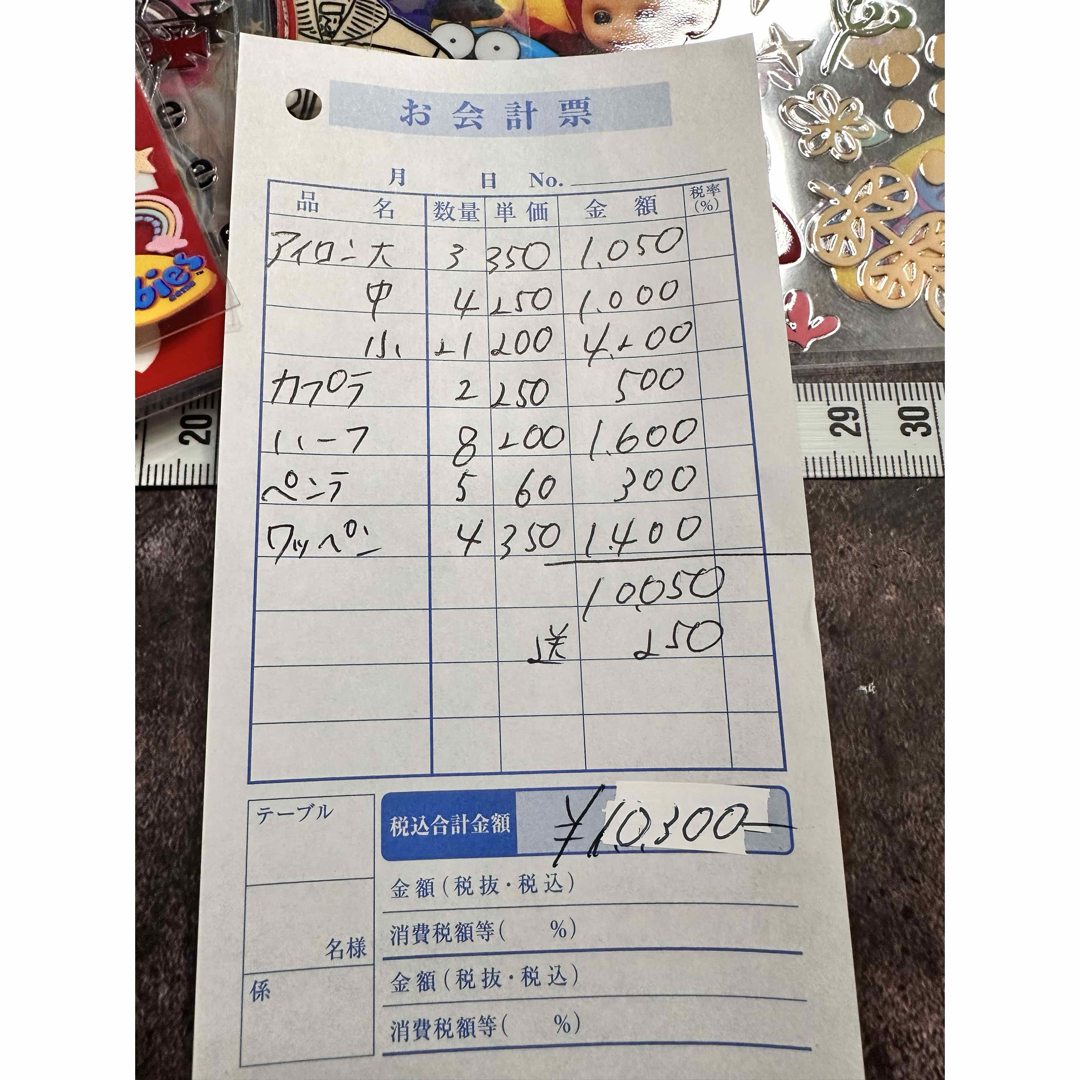 お会計票
月 日 No.
品名 数量 単価 金額 税率(%)
アイロン大 3 350 1,050
中 4 250 1,000
小 21 200 4,200
カプテ 2 250 500
ハーフ 8 200 1,600
ペンテ 5 60 300
ワッペン 4 350 1,400
10,050
送 250
テーブル
税込合計金額 ¥10,300-
金額(税抜・税込)
消費税額等( %)
名様
係
金額(税抜・税込)
消費税額等( %)
20
29
30
bies